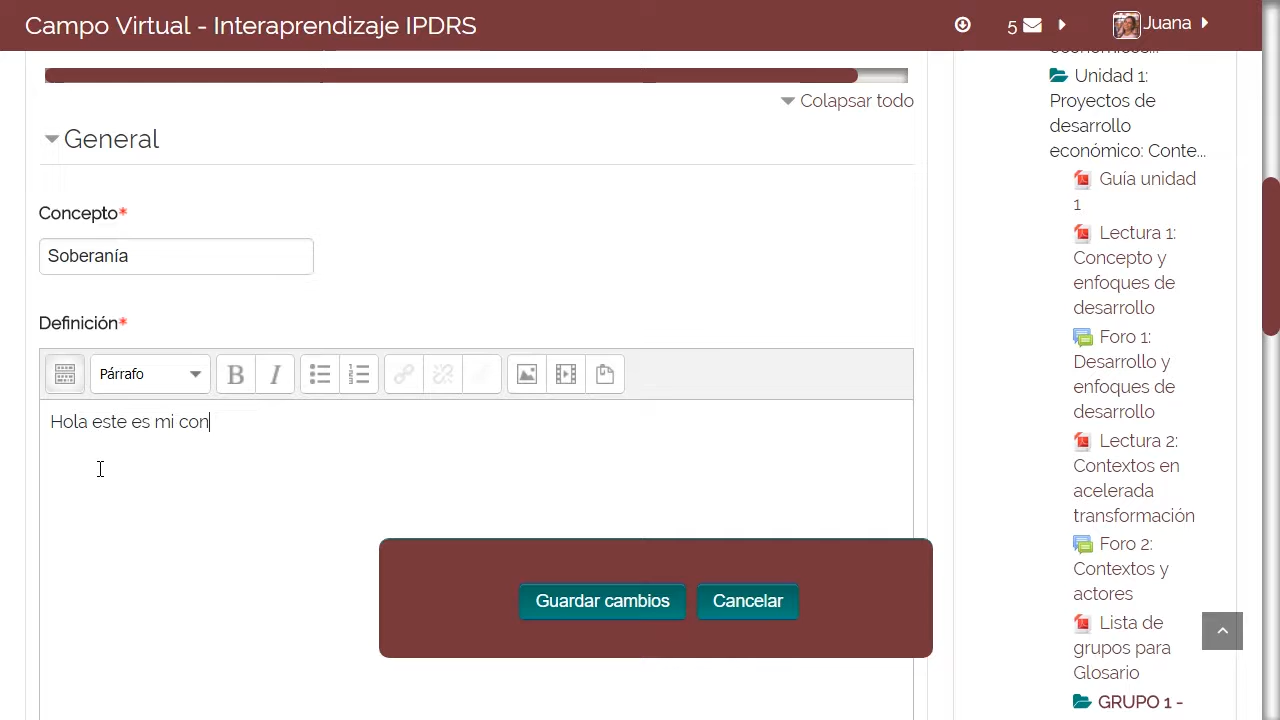 Campo Virtual - Interaprendizaje IPDRS
5
Juana
Colapsar todo
General
Concepto*
Soberanía
Definición*
Párrafo
B I
Hola este es mi con
Guardar cambios
Cancelar
Unidad 1:
Proyectos de
desarrollo
económico: Conte...
Guía unidad
1
Lectura 1:
Concepto y
enfoques de
desarrollo
Foro 1:
Desarrollo y
enfoques de
desarrollo
Lectura 2:
Contextos en
acelerada
transformación
Foro 2:
Contextos y
actores
Lista de
grupos para
Glosario
GRUPO 1 -